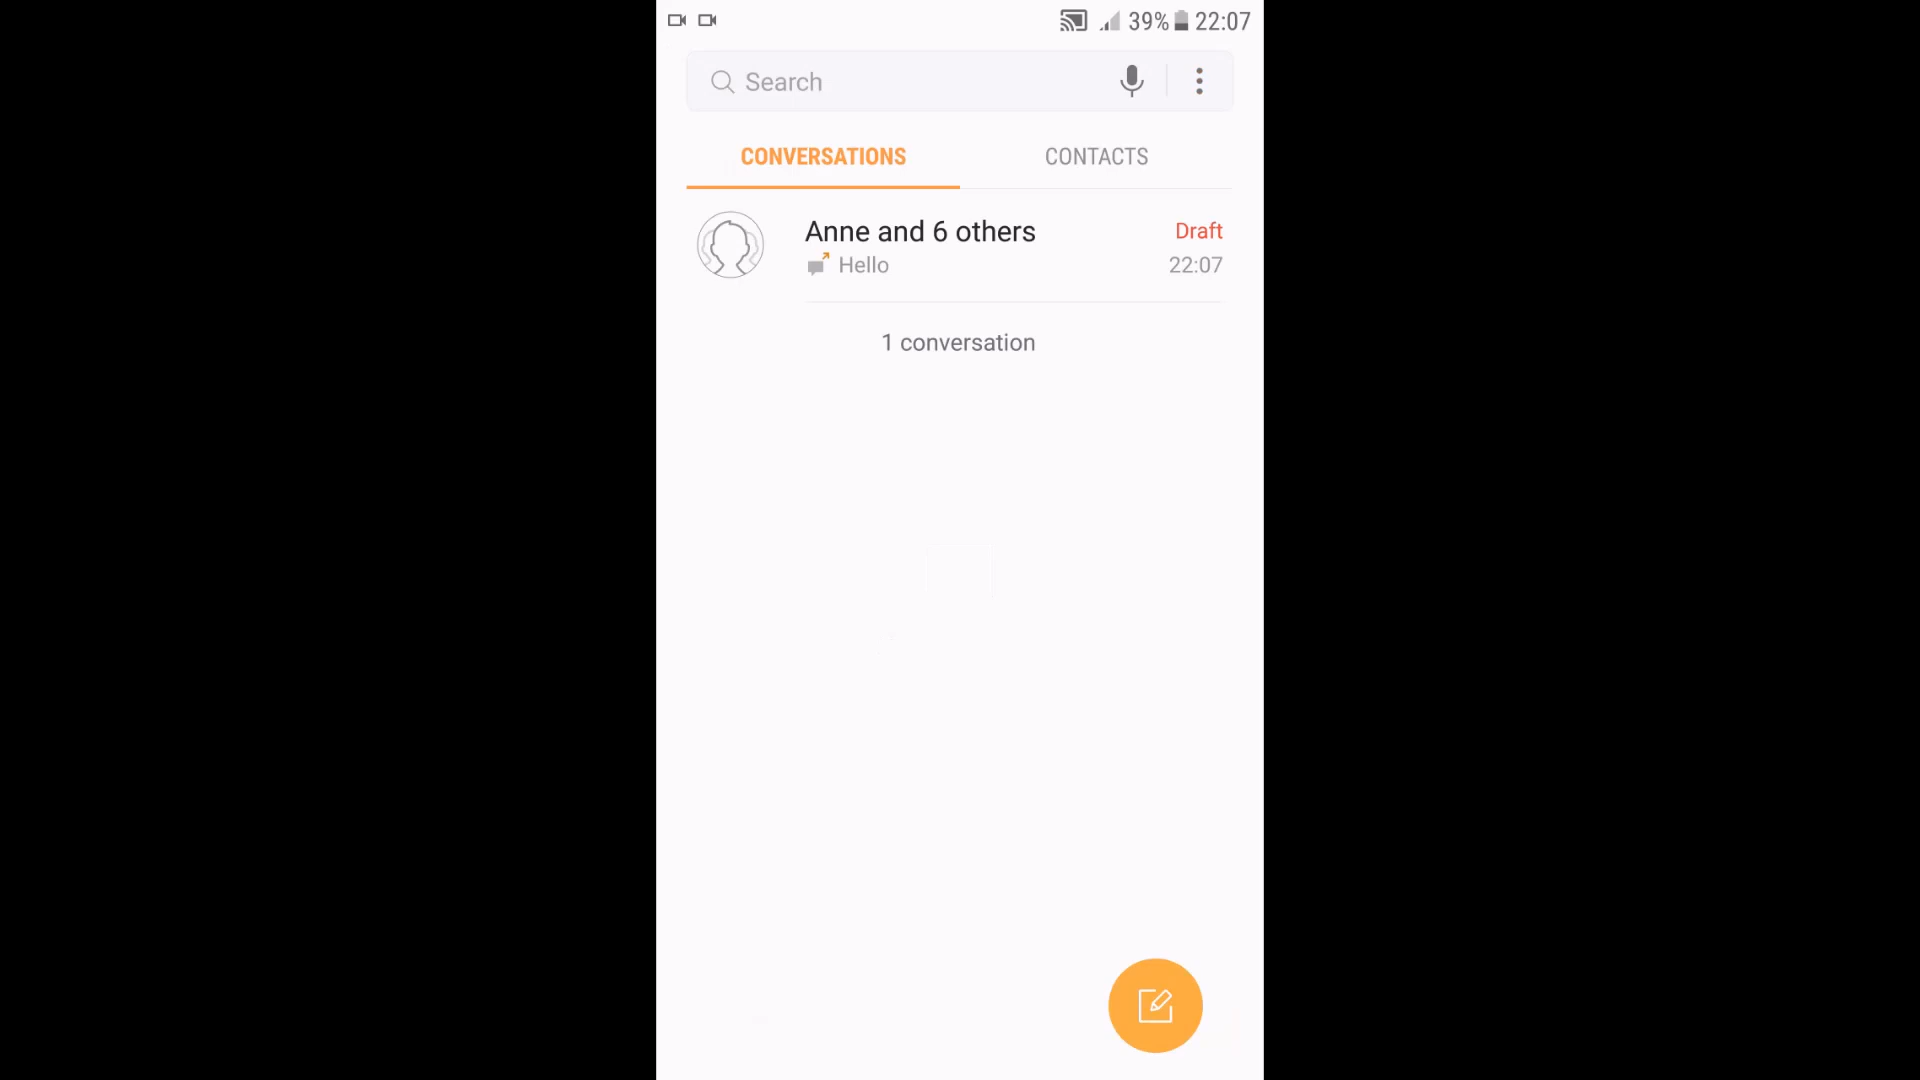 39% 22:07
Search
CONVERSATIONS CONTACTS
Anne and 6 others Draft
Hello 22:07
1 conversation